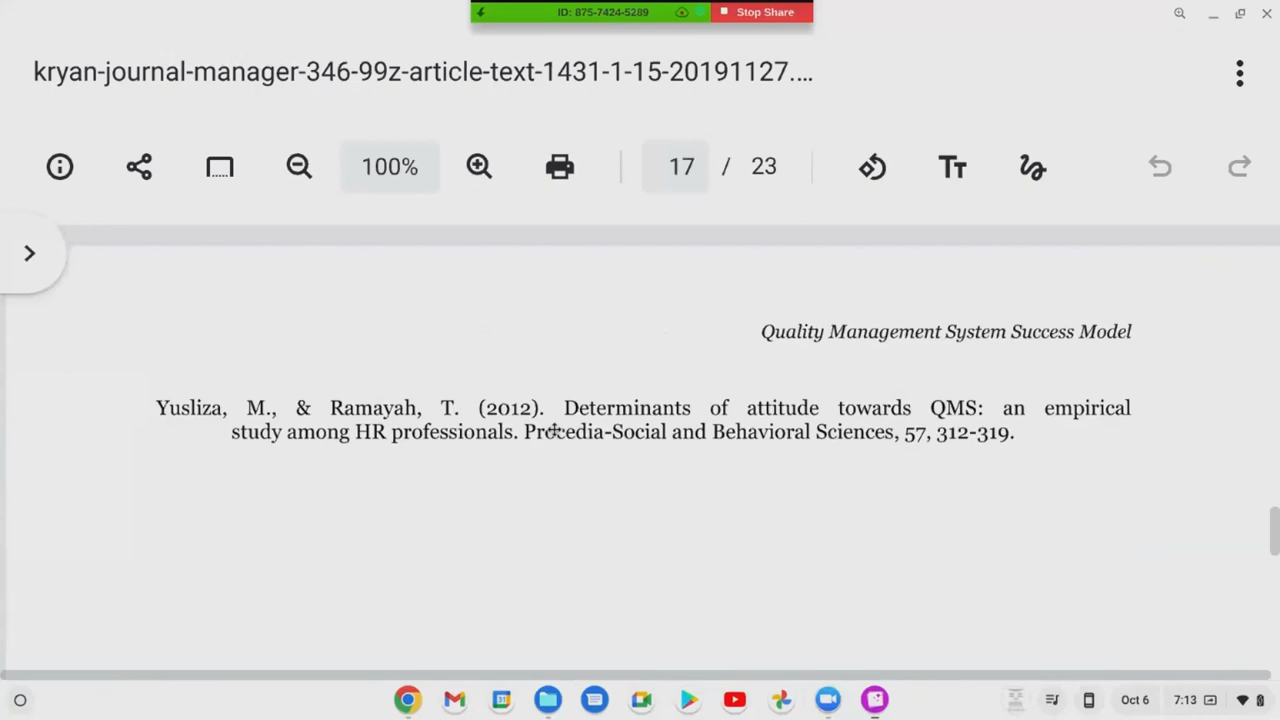 ID: 875-7424-5289 Stop Share
kryan-journal-manager-346-99z-article-text-1431-1-15-20191127....
100% 17 / 23
Quality Management System Success Model
Yusliza, M., & Ramayah, T. (2012). Determinants of attitude towards QMS: an empirical
study among HR professionals. Procedia-Social and Behavioral Sciences, 57, 312-319.
Oct 6 7:13